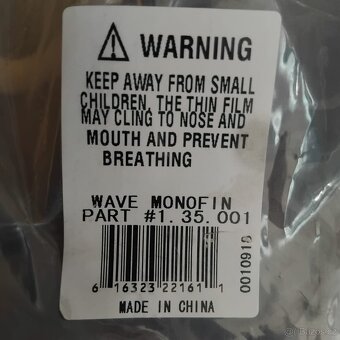 WARNING
KEEP AWAY FROM SMALL
CHILDREN, THE THIN FILM
MAY CLING TO NOSE AND
MOUTH AND PREVENT
BREATHING
WAVE MONOFIN
PART #1.35.001
6 16323 22161 1
0010910
MADE IN CHINA